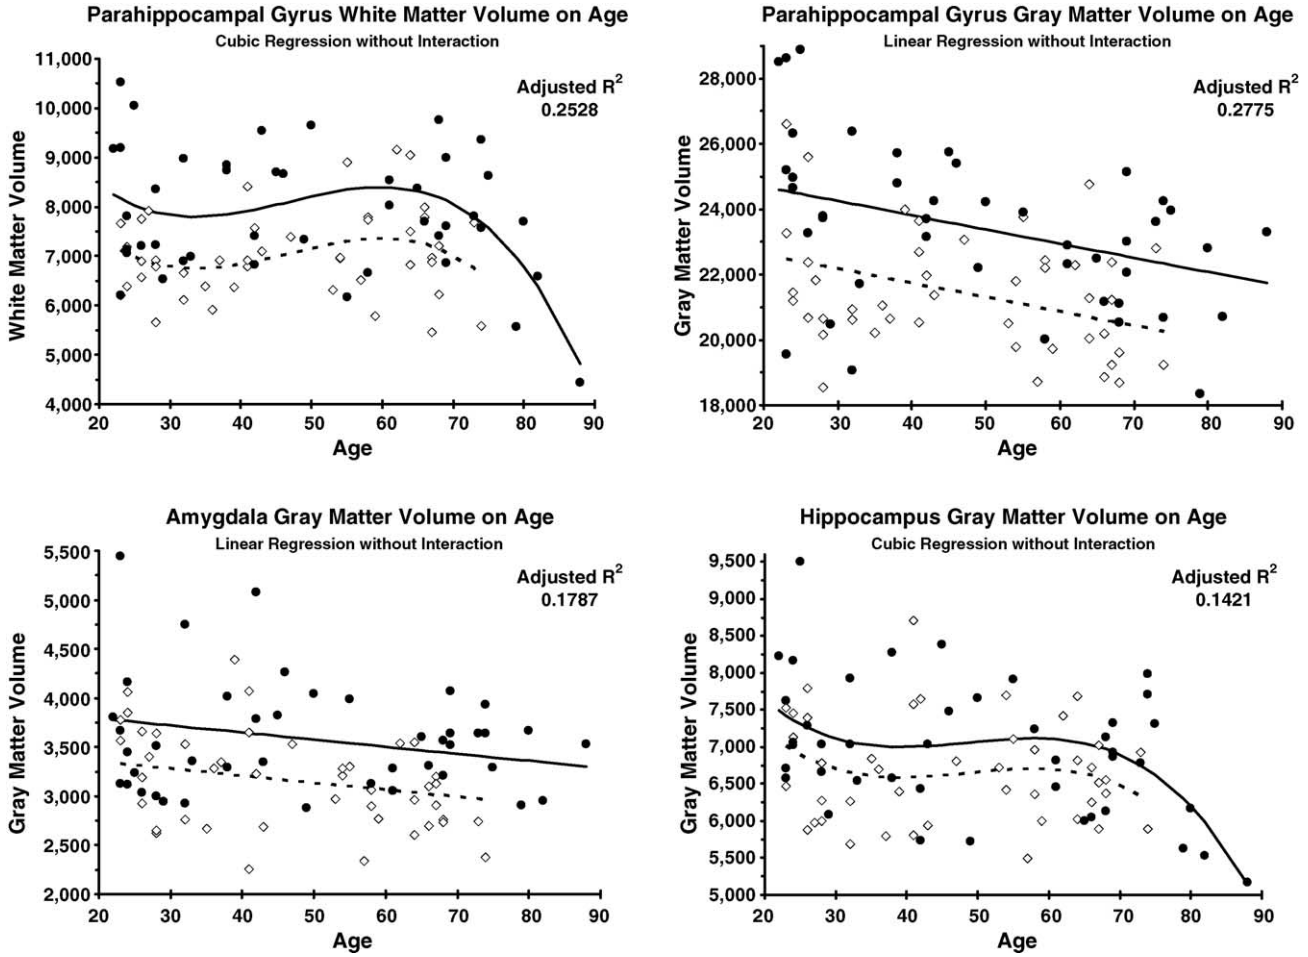 Parahippocampal Gyrus White Matter Volume on Age
Cubic Regression without Interaction
Adjusted R²
0.2528
White Matter Volume
11,000
10,000
9,000
8,000
7,000
6,000
5,000
4,000
20 30 40 50 60 70 80 90
Age
Parahippocampal Gyrus Gray Matter Volume on Age
Linear Regression without Interaction
Adjusted R²
0.2775
Gray Matter Volume
28,000
26,000
24,000
22,000
20,000
18,000
20 30 40 50 60 70 80 90
Age
Amygdala Gray Matter Volume on Age
Linear Regression without Interaction
Adjusted R²
0.1787
Gray Matter Volume
5,500
5,000
4,500
4,000
3,500
3,000
2,500
2,000
20 30 40 50 60 70 80 90
Age
Hippocampus Gray Matter Volume on Age
Cubic Regression without Interaction
Adjusted R²
0.1421
Gray Matter Volume
9,500
9,000
8,500
8,000
7,500
7,000
6,500
6,000
5,500
5,000
20 30 40 50 60 70 80 90
Age